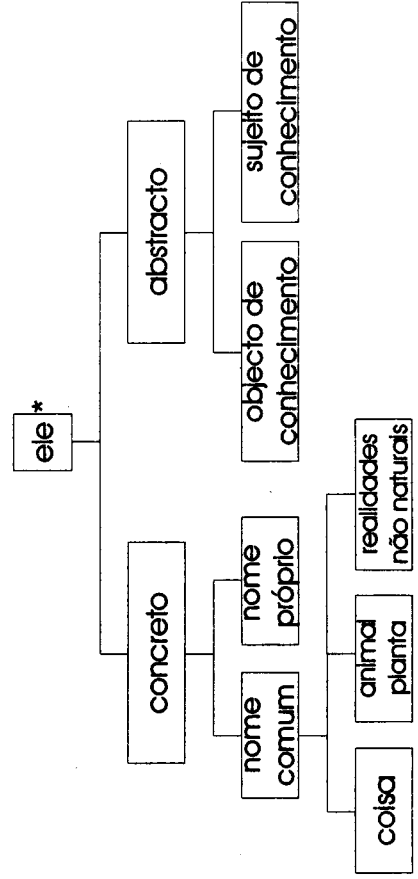 ele*
concreto
abstracto
nome
comum
nome
próprio
objecto de
conhecimento
sujeito de
conhecimento
coisa
animal
planta
realidades
não naturais